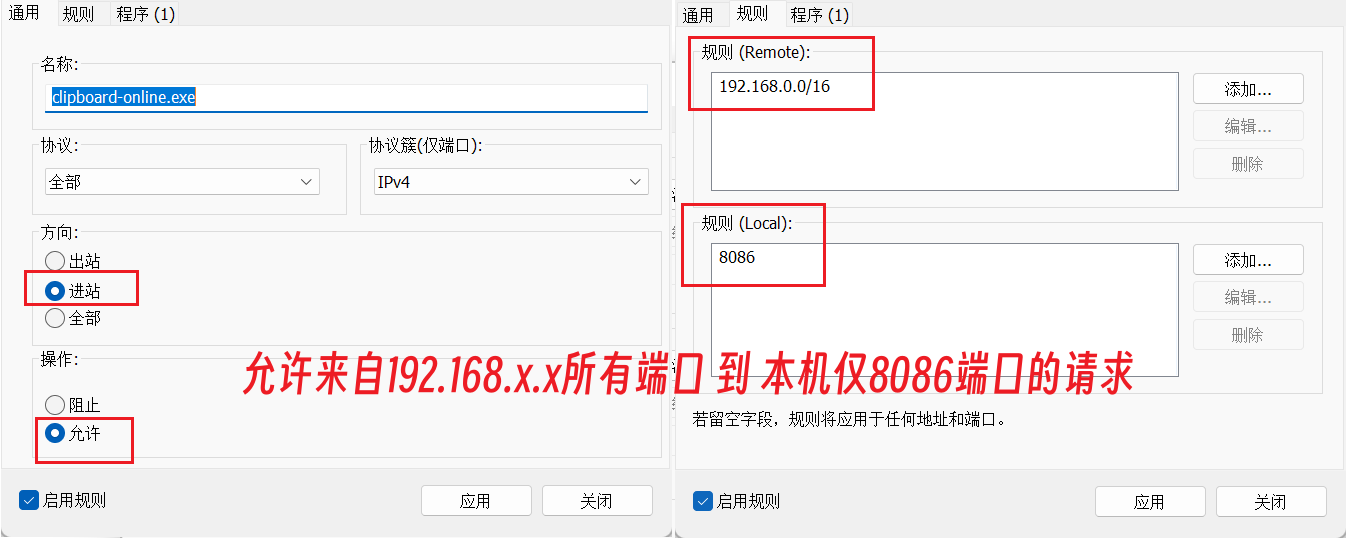 通用 规则 程序 (1)
名称:
clipboard-online.exe
协议:
全部
协议簇(仅端口):
IPv4
方向:
出站
进站
全部
操作:
阻止
允许
启用规则 应用 关闭
通用 规则 程序 (1)
规则 (Remote):
192.168.0.0/16
添加...
编辑...
删除
规则 (Local):
8086
添加...
编辑...
删除
允许来自192.168.x.x所有端口 到 本机仅8086端口的请求
若留空字段，规则将应用于任何地址和端口。
启用规则 应用 关闭